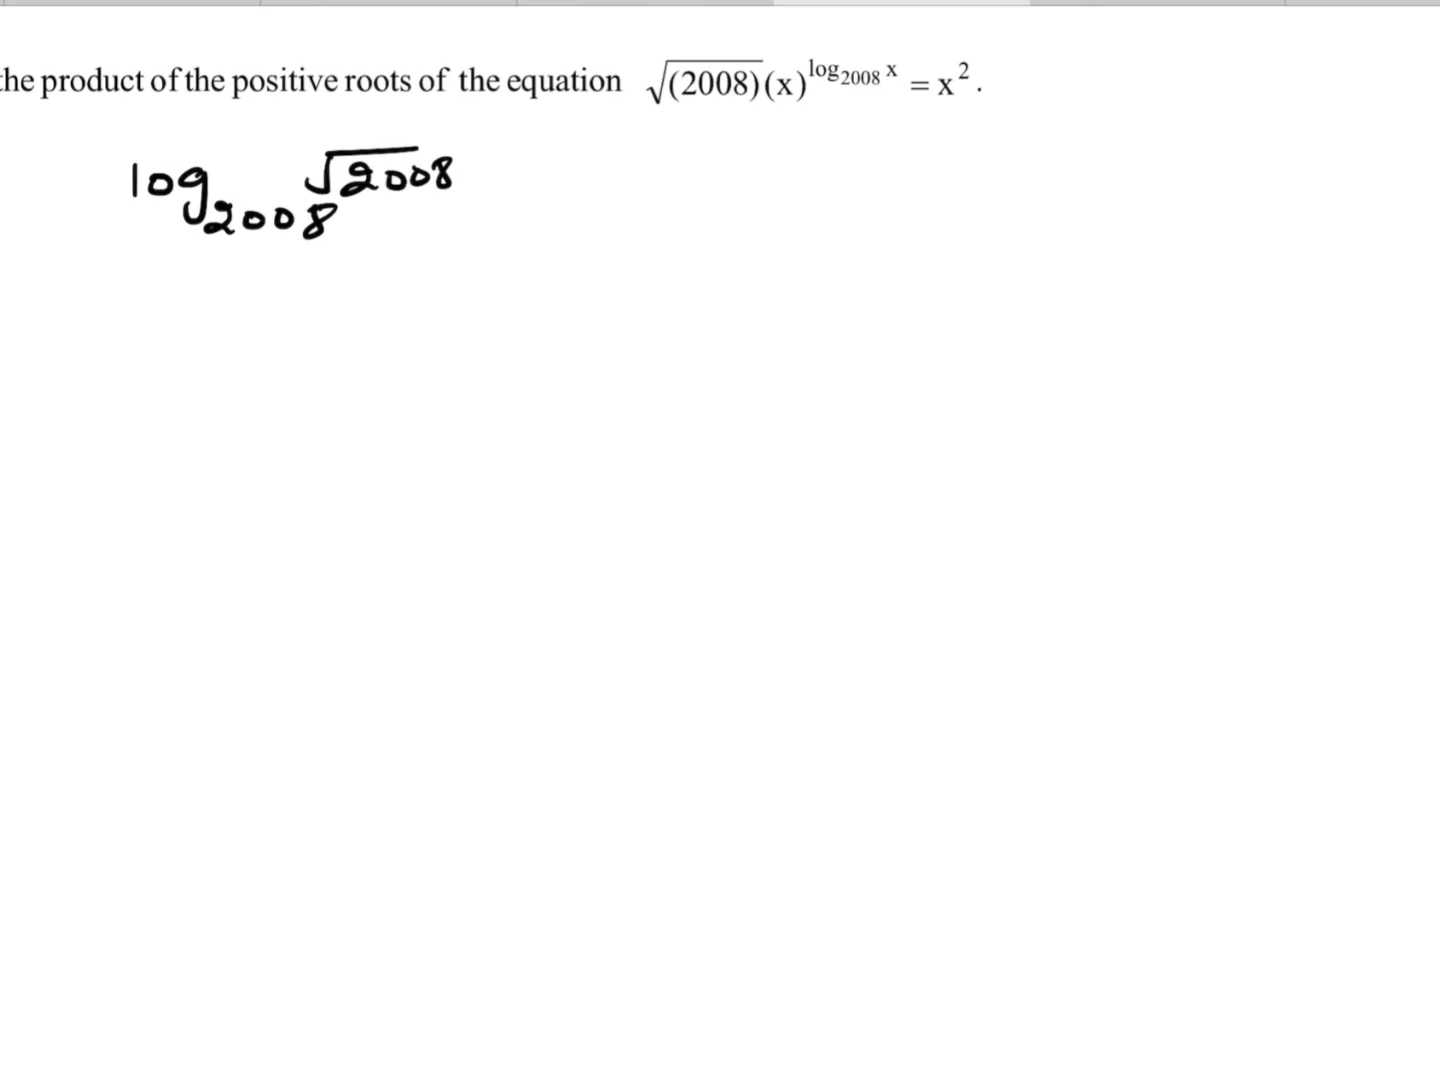 he product of the positive roots of the equation √(2008)(x)^log₂₀₀₈ x = x².
log₂₀₀₈ √2008